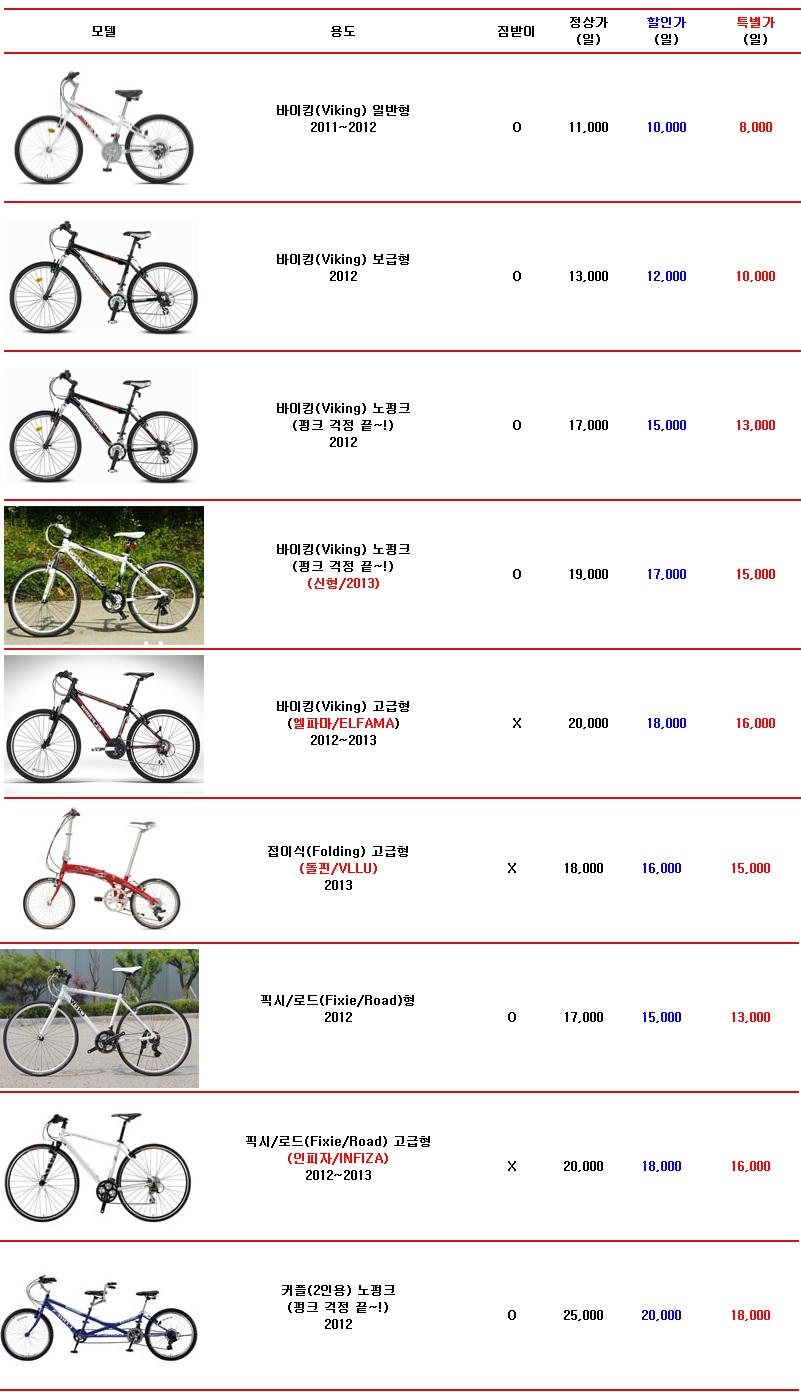 모델 용도 짐받이 정상가 (일) 할인가 (일) 특별가 (일)
바이킹(Viking) 일반형
2011~2012
O 11,000 10,000 8,000
바이킹(Viking) 보급형
2012
O 13,000 12,000 10,000
바이킹(Viking) 노펑크
(펑크 걱정 끝~!)
2012
O 17,000 15,000 13,000
바이킹(Viking) 노펑크
(펑크 걱정 끝~!)
(신형/2013)
O 19,000 17,000 15,000
바이킹(Viking) 고급형
(엘파마/ELFAMA)
2012~2013
X 20,000 18,000 16,000
접이식(Folding) 고급형
(돌핀/VLLU)
2013
X 18,000 16,000 15,000
픽시/로드(Fixie/Road)형
2012
O 17,000 15,000 13,000
픽시/로드(Fixie/Road) 고급형
(인피자/INFIZA)
2012~2013
X 20,000 18,000 16,000
커플(2인용) 노펑크
(펑크 걱정 끝~!)
2012
O 25,000 20,000 18,000